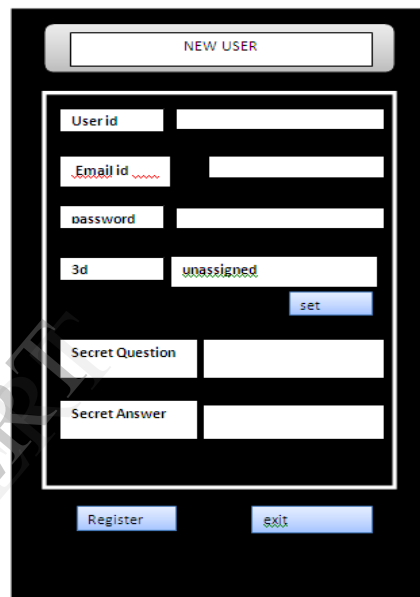 NEW USER
User id
Email id ......
password
3d unassigned
set
Secret Question
Secret Answer
Register exit